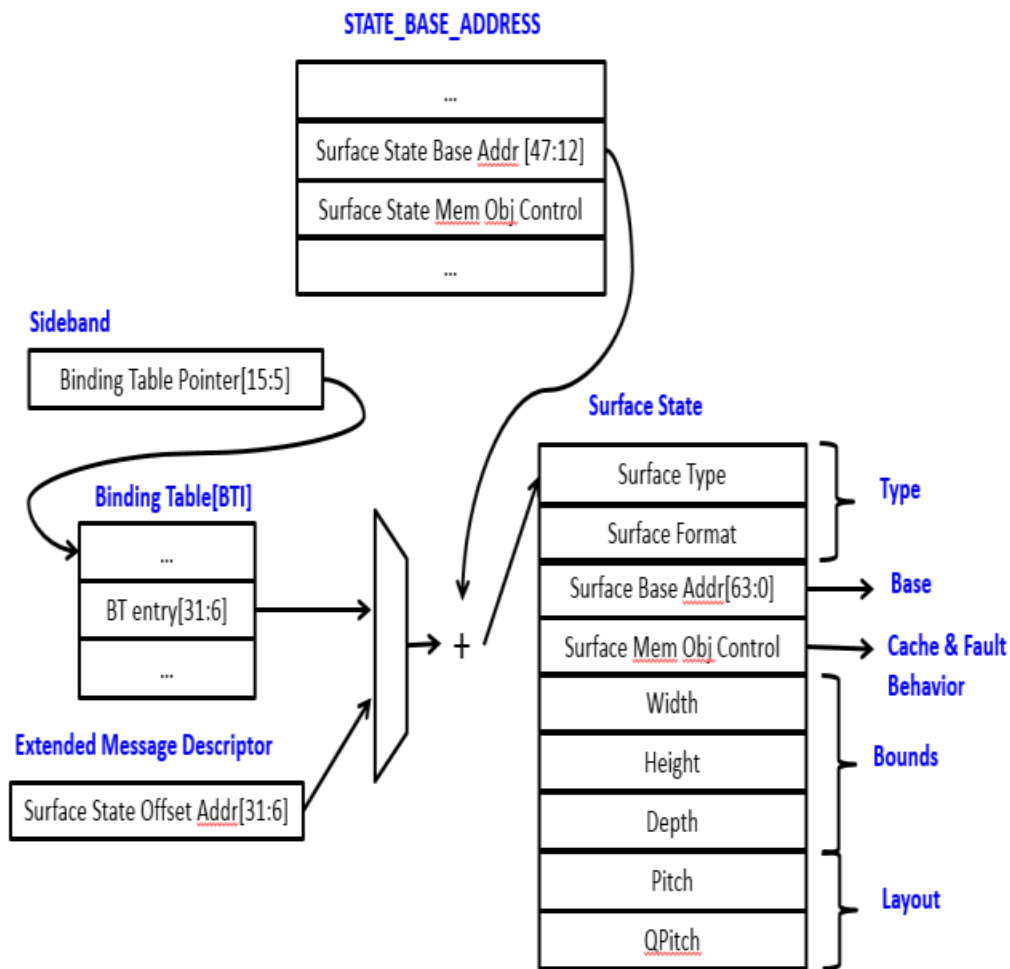 STATE_BASE_ADDRESS
...
Surface State Base Addr [47:12]
Surface State Mem Obj Control
...
Sideband
Binding Table Pointer[15:5]
Binding Table[BTI]
...
BT entry[31:6]
...
Extended Message Descriptor
Surface State Offset Addr[31:6]
+
Surface State
Surface Type
Surface Format
Surface Base Addr[63:0]
Surface Mem Obj Control
Width
Height
Depth
Pitch
QPitch
Type
Base
Cache & Fault
Behavior
Bounds
Layout